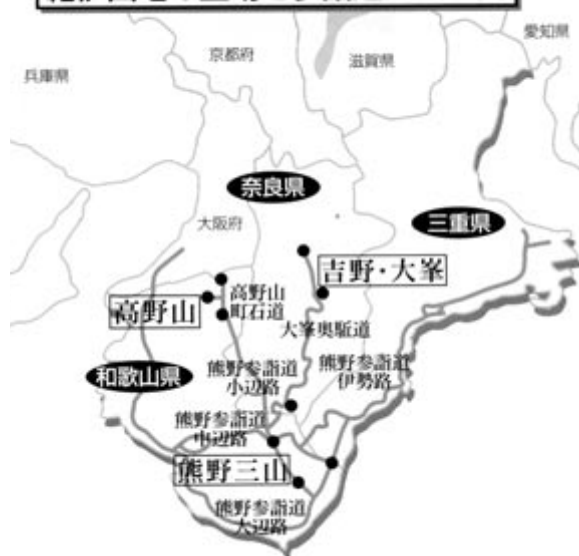 愛知県
京都府
滋賀県
兵庫県
奈良県
大阪府
三重県
吉野・大峯
高野山
高野山
町石道
大峯奥駈道
和歌山県
熊野参詣道
小辺路
熊野参詣道
伊勢路
熊野参詣道
中辺路
熊野三山
熊野参詣道
大辺路